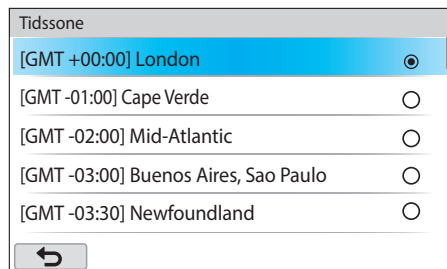 Tidssone
[GMT +00:00] London
[GMT -01:00] Cape Verde
[GMT -02:00] Mid-Atlantic
[GMT -03:00] Buenos Aires, Sao Paulo
[GMT -03:30] Newfoundland